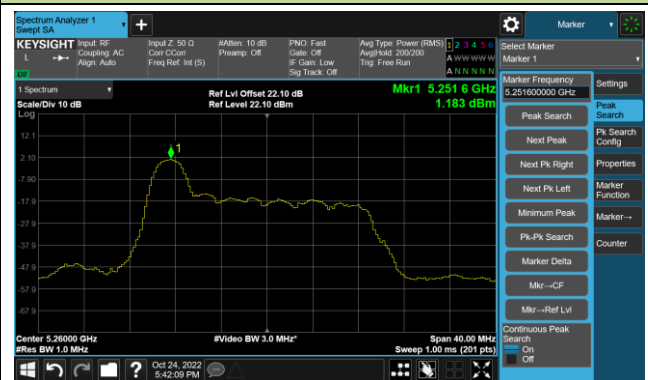 Spectrum Analyzer 1
Swept SA
+
Marker
KEYSIGHT Input: RF
Coupling: AC
Align: Auto
Input Z: 50 Ω
Corr CCorr
Freq Ref: Int (S)
#Atten: 10 dB
Preamp: Off
PNO: Fast
Gate: Off
IF Gain: Low
Sig Track: Off
Avg Type: Power (RMS)
Avg|Hold: 200/200
Trig: Free Run
1 2 3 4 5 6
A W W W W W
A N N N N N
L
Select Marker
Marker 1
1 Spectrum
Scale/Div 10 dB
Log
Ref Lvl Offset 22.10 dB
Ref Level 22.10 dBm
Mkr1 5.251 6 GHz
1.183 dBm
1
12.1
2.10
-7.90
-17.9
-27.9
-37.9
-47.9
-57.9
-67.9
Center 5.26000 GHz
#Res BW 1.0 MHz
#Video BW 3.0 MHz*
Span 40.00 MHz
Sweep 1.00 ms (201 pts)
Marker Frequency
5.251600000 GHz
Peak Search
Next Peak
Next Pk Right
Next Pk Left
Minimum Peak
Pk-Pk Search
Marker Delta
Mkr→CF
Mkr→Ref Lvl
Continuous Peak
Search
On
Off
Settings
Peak
Search
Pk Search
Config
Properties
Marker
Function
Marker→
Counter
?
Oct 24, 2022
5:42:09 PM